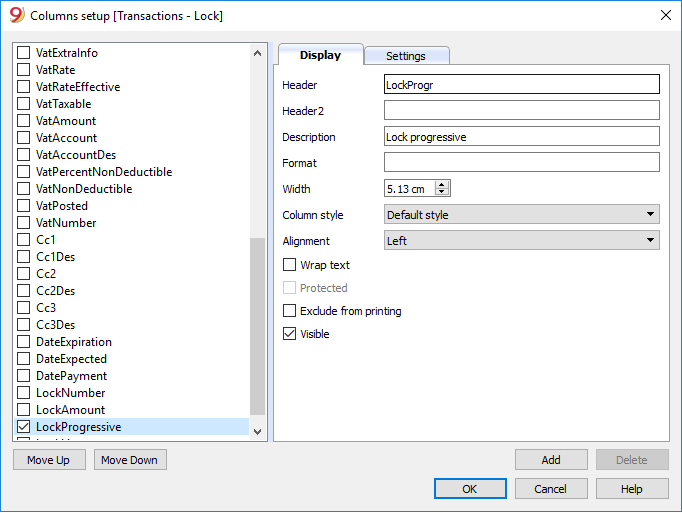 Columns setup [Transactions - Lock]
VatExtraInfo
VatRate
VatRateEffective
VatTaxable
VatAmount
VatAccount
VatAccountDes
VatPercentNonDeductible
VatNonDeductible
VatPosted
VatNumber
Cc1
Cc1Des
Cc2
Cc2Des
Cc3
Cc3Des
DateExpiration
DateExpected
DatePayment
LockNumber
LockAmount
LockProgressive
Move Up
Move Down
Display
Settings
Header
LockProgr
Header2
Description
Lock progressive
Format
Width
5.13 cm
Column style
Default style
Alignment
Left
Wrap text
Protected
Exclude from printing
Visible
Add
Delete
OK
Cancel
Help